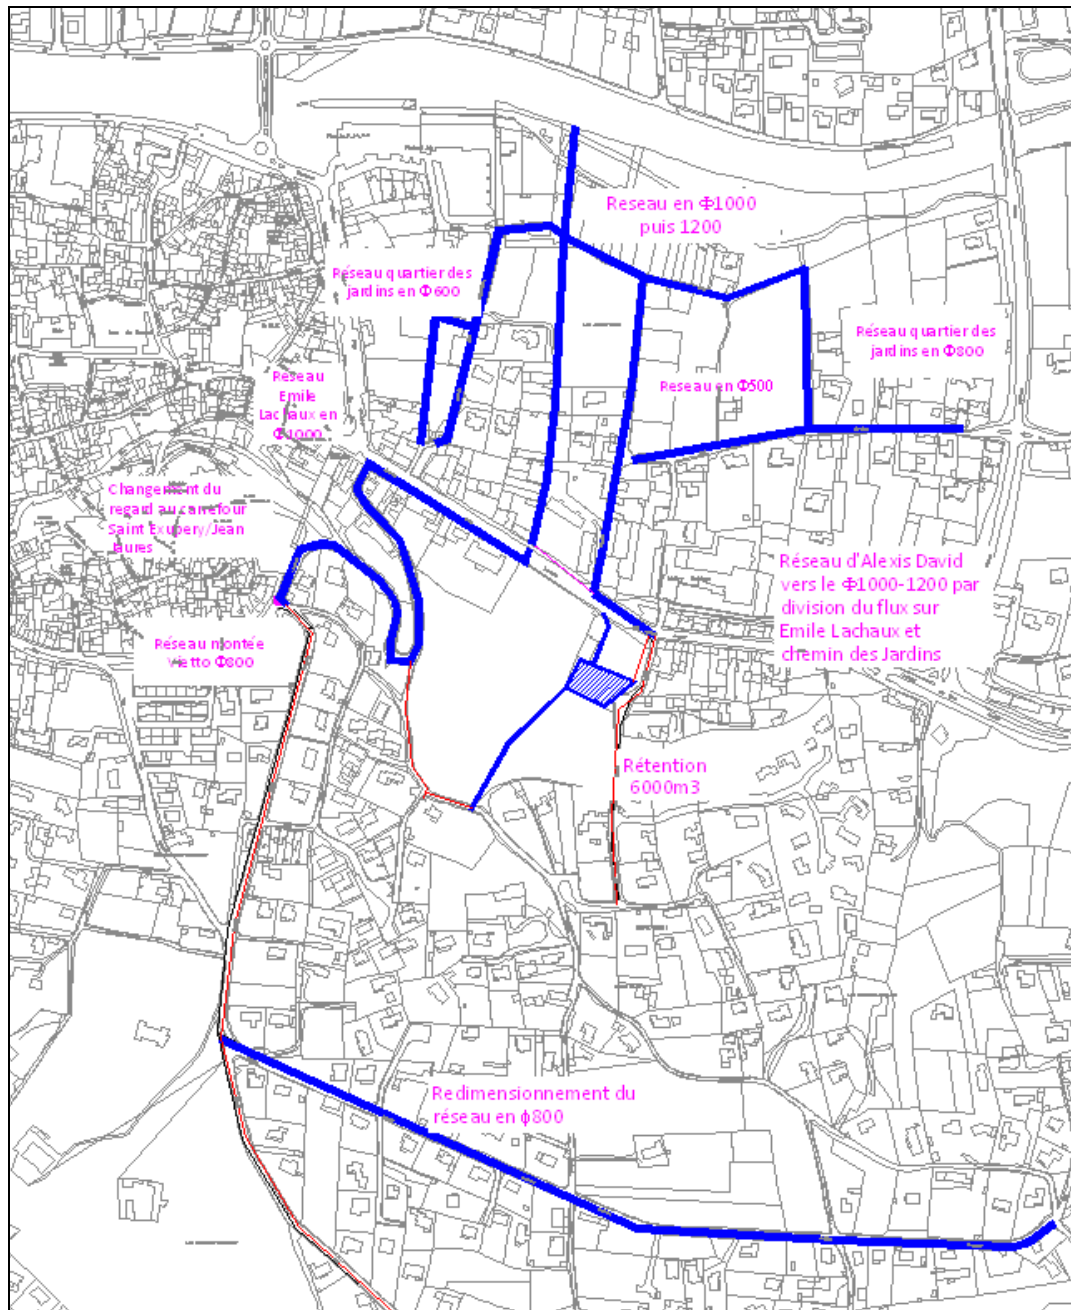 Reseau en Φ1000
puis 1200
Réseau quartier des
jardins en Φ600
Réseau quartier des
jardins en Φ800
Reseau en Φ500
Reseau
Emile
Lachaux en
Φ1000
Changement du
regard au carrefour
Saint Exupery/Jean
Jaures
Réseau d'Alexis David
vers le Φ1000-1200 par
division du flux sur
Emile Lachaux et
chemin des Jardins
Réseau montée
Vietto Φ800
Rétention
6000m3
Redimensionnement du
réseau en ϕ800